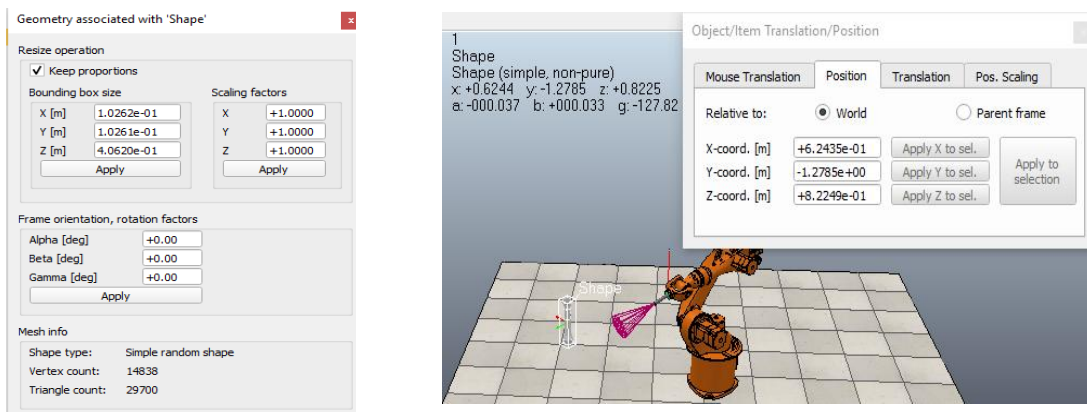 Geometry associated with 'Shape'
x
Resize operation
Keep proportions
Bounding box size
Scaling factors
X [m] 1.0262e-01 X +1.0000
Y [m] 1.0261e-01 Y +1.0000
Z [m] 4.0620e-01 Z +1.0000
Apply Apply
Frame orientation, rotation factors
Alpha [deg] +0.00
Beta [deg] +0.00
Gamma [deg] +0.00
Apply
Mesh info
Shape type: Simple random shape
Vertex count: 14838
Triangle count: 29700
1
Shape
Shape (simple, non-pure)
x: +0.6244 y: -1.2785 z: +0.8225
a: -000.037 b: +000.033 g: -127.82
Object/Item Translation/Position
Mouse Translation Position Translation Pos. Scaling
Relative to: World Parent frame
X-coord. [m] +6.2435e-01 Apply X to sel.
Y-coord. [m] -1.2785e+00 Apply Y to sel.
Z-coord. [m] +8.2249e-01 Apply Z to sel.
Apply to
selection
Shape